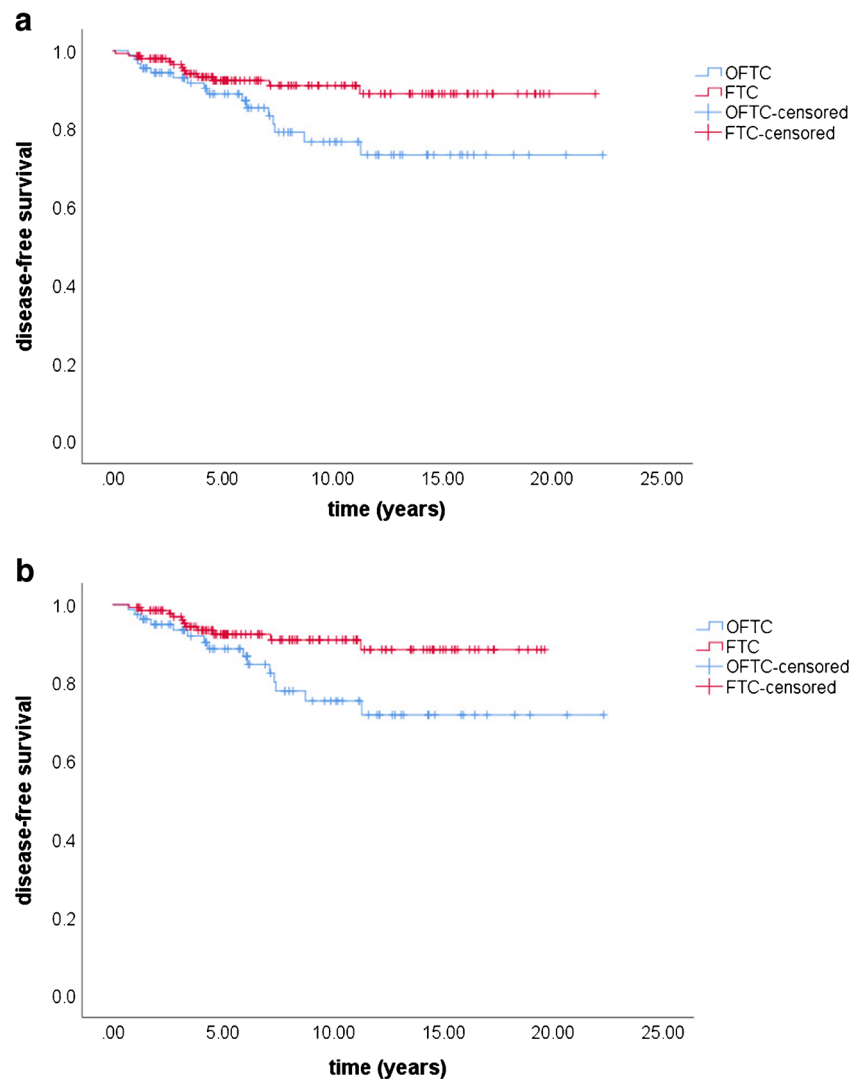 a
1.0
0.8
0.6
0.4
0.2
0.0
disease-free survival
.00 5.00 10.00 15.00 20.00 25.00
time (years)
OFTC
FTC
OFTC-censored
FTC-censored
b
1.0
0.8
0.6
0.4
0.2
0.0
disease-free survival
.00 5.00 10.00 15.00 20.00 25.00
time (years)
OFTC
FTC
OFTC-censored
FTC-censored